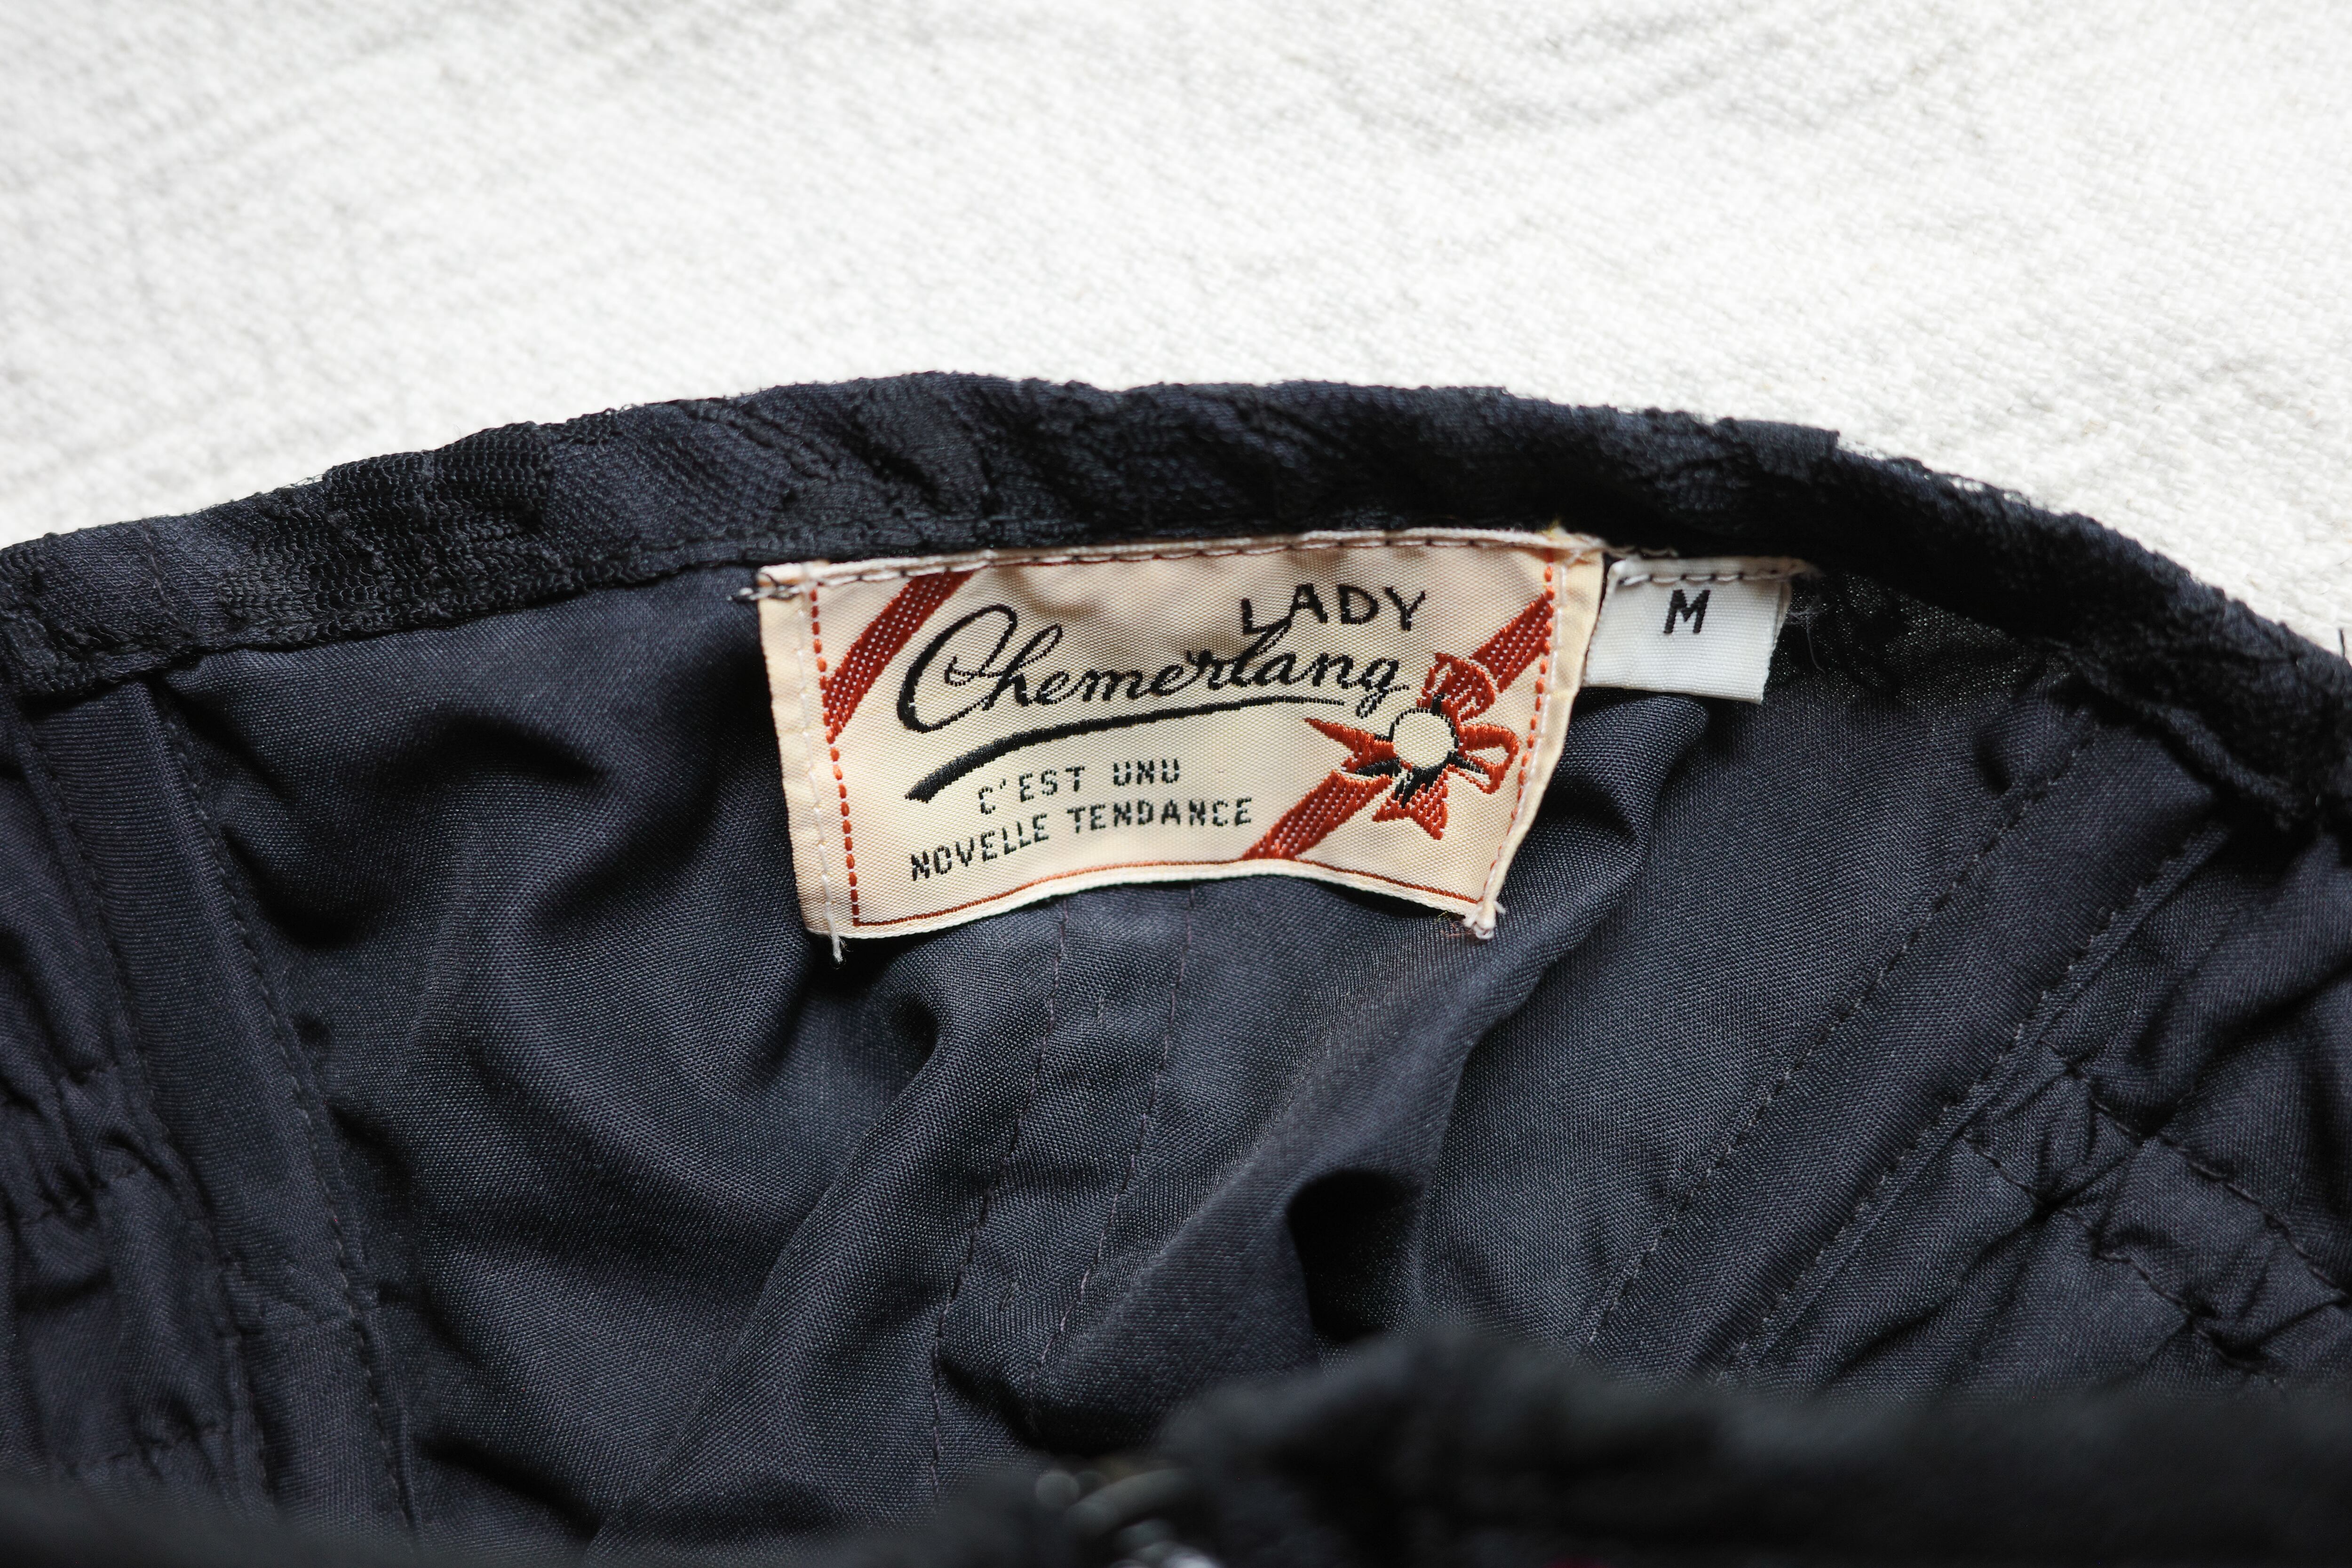 LADY
Chemerlang
C'EST UNU
NOVELLE TENDANCE
M